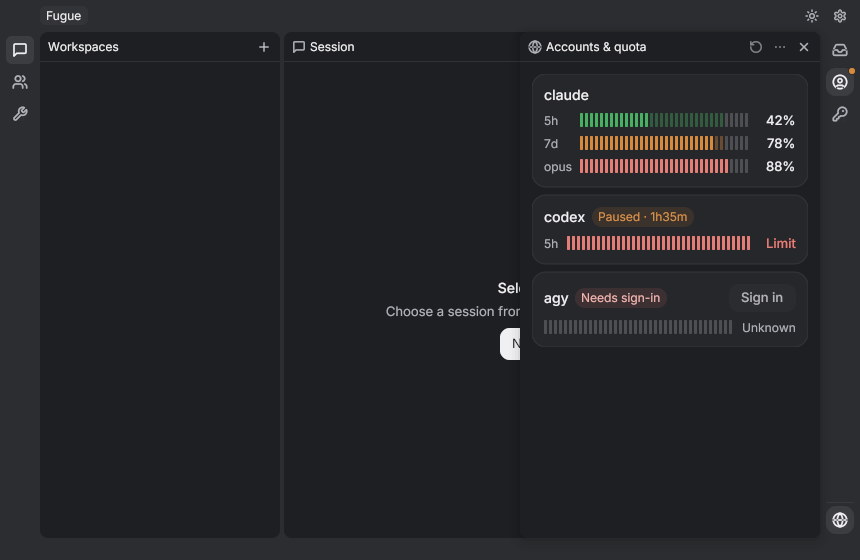 Fugue
Workspaces
Session
Accounts & quota
claude
5h 42%
7d 78%
opus 88%
codex Paused · 1h35m
5h Limit
agy Needs sign-in Sign in
Unknown
Choose a session